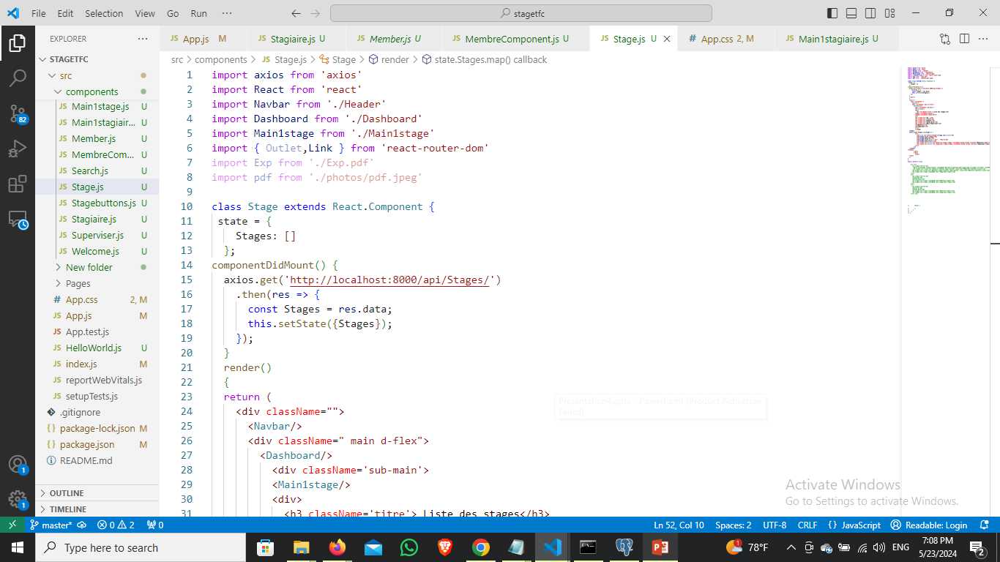 File Edit Selection View Go Run ··· stagetfc
EXPLORER ···
App.js M Stagiaire.js U Member.js U MembreComponent.js U Stage.js U App.css 2, M Main1stagiaire.js U
src > components > JS Stage.js > Stage > render > state.Stages.map() callback
STAGETFC
src
components
JS Main1stage.js U
JS Main1stagiair... U
JS Member.js U
JS MembreCom... U
JS Search.js U
JS Stage.js U
JS Stagebuttons.js U
JS Stagiaire.js U
JS Superviser.js U
JS Welcome.js U
New folder
Pages
# App.css 2, M
JS App.js M
JS App.test.js
JS HelloWorld.js U
JS index.js M
JS reportWebVitals.js
JS setupTests.js
.gitignore
{} package-lock.json M
{} package.json M
README.md
OUTLINE
TIMELINE
82
1
1
1 import axios from 'axios'
2 import React from 'react'
3 import Navbar from './Header'
4 import Dashboard from './Dashboard'
5 import Main1stage from './Main1stage'
6 import { Outlet,Link } from 'react-router-dom'
7 import Exp from './Exp.pdf'
8 import pdf from './photos/pdf.jpeg'
9
10 class Stage extends React.Component {
11 state = {
12 Stages: []
13 };
14 componentDidMount() {
15 axios.get('http://localhost:8000/api/Stages/')
16 .then(res => {
17 const Stages = res.data;
18 this.setState({Stages});
19 });
20 }
21 render()
22 {
23 return (
24 <div className="">
25 <Navbar/>
26 <div className=" main d-flex">
27 <Dashboard/>
28 <div className='sub-main'>
29 <Main1stage/>
30 <div>
31 <h3 className='titre'> Liste des stages</h3>
Presentation4.pptx - PowerPoint (Product Activation
Failed)
Activate Windows
Go to Settings to activate Windows.
master* 0 2 0 Ln 52, Col 10 Spaces: 2 UTF-8 CRLF {} JavaScript Readable: Login
Type here to search
78°F ENG
7:08 PM
5/23/2024
2